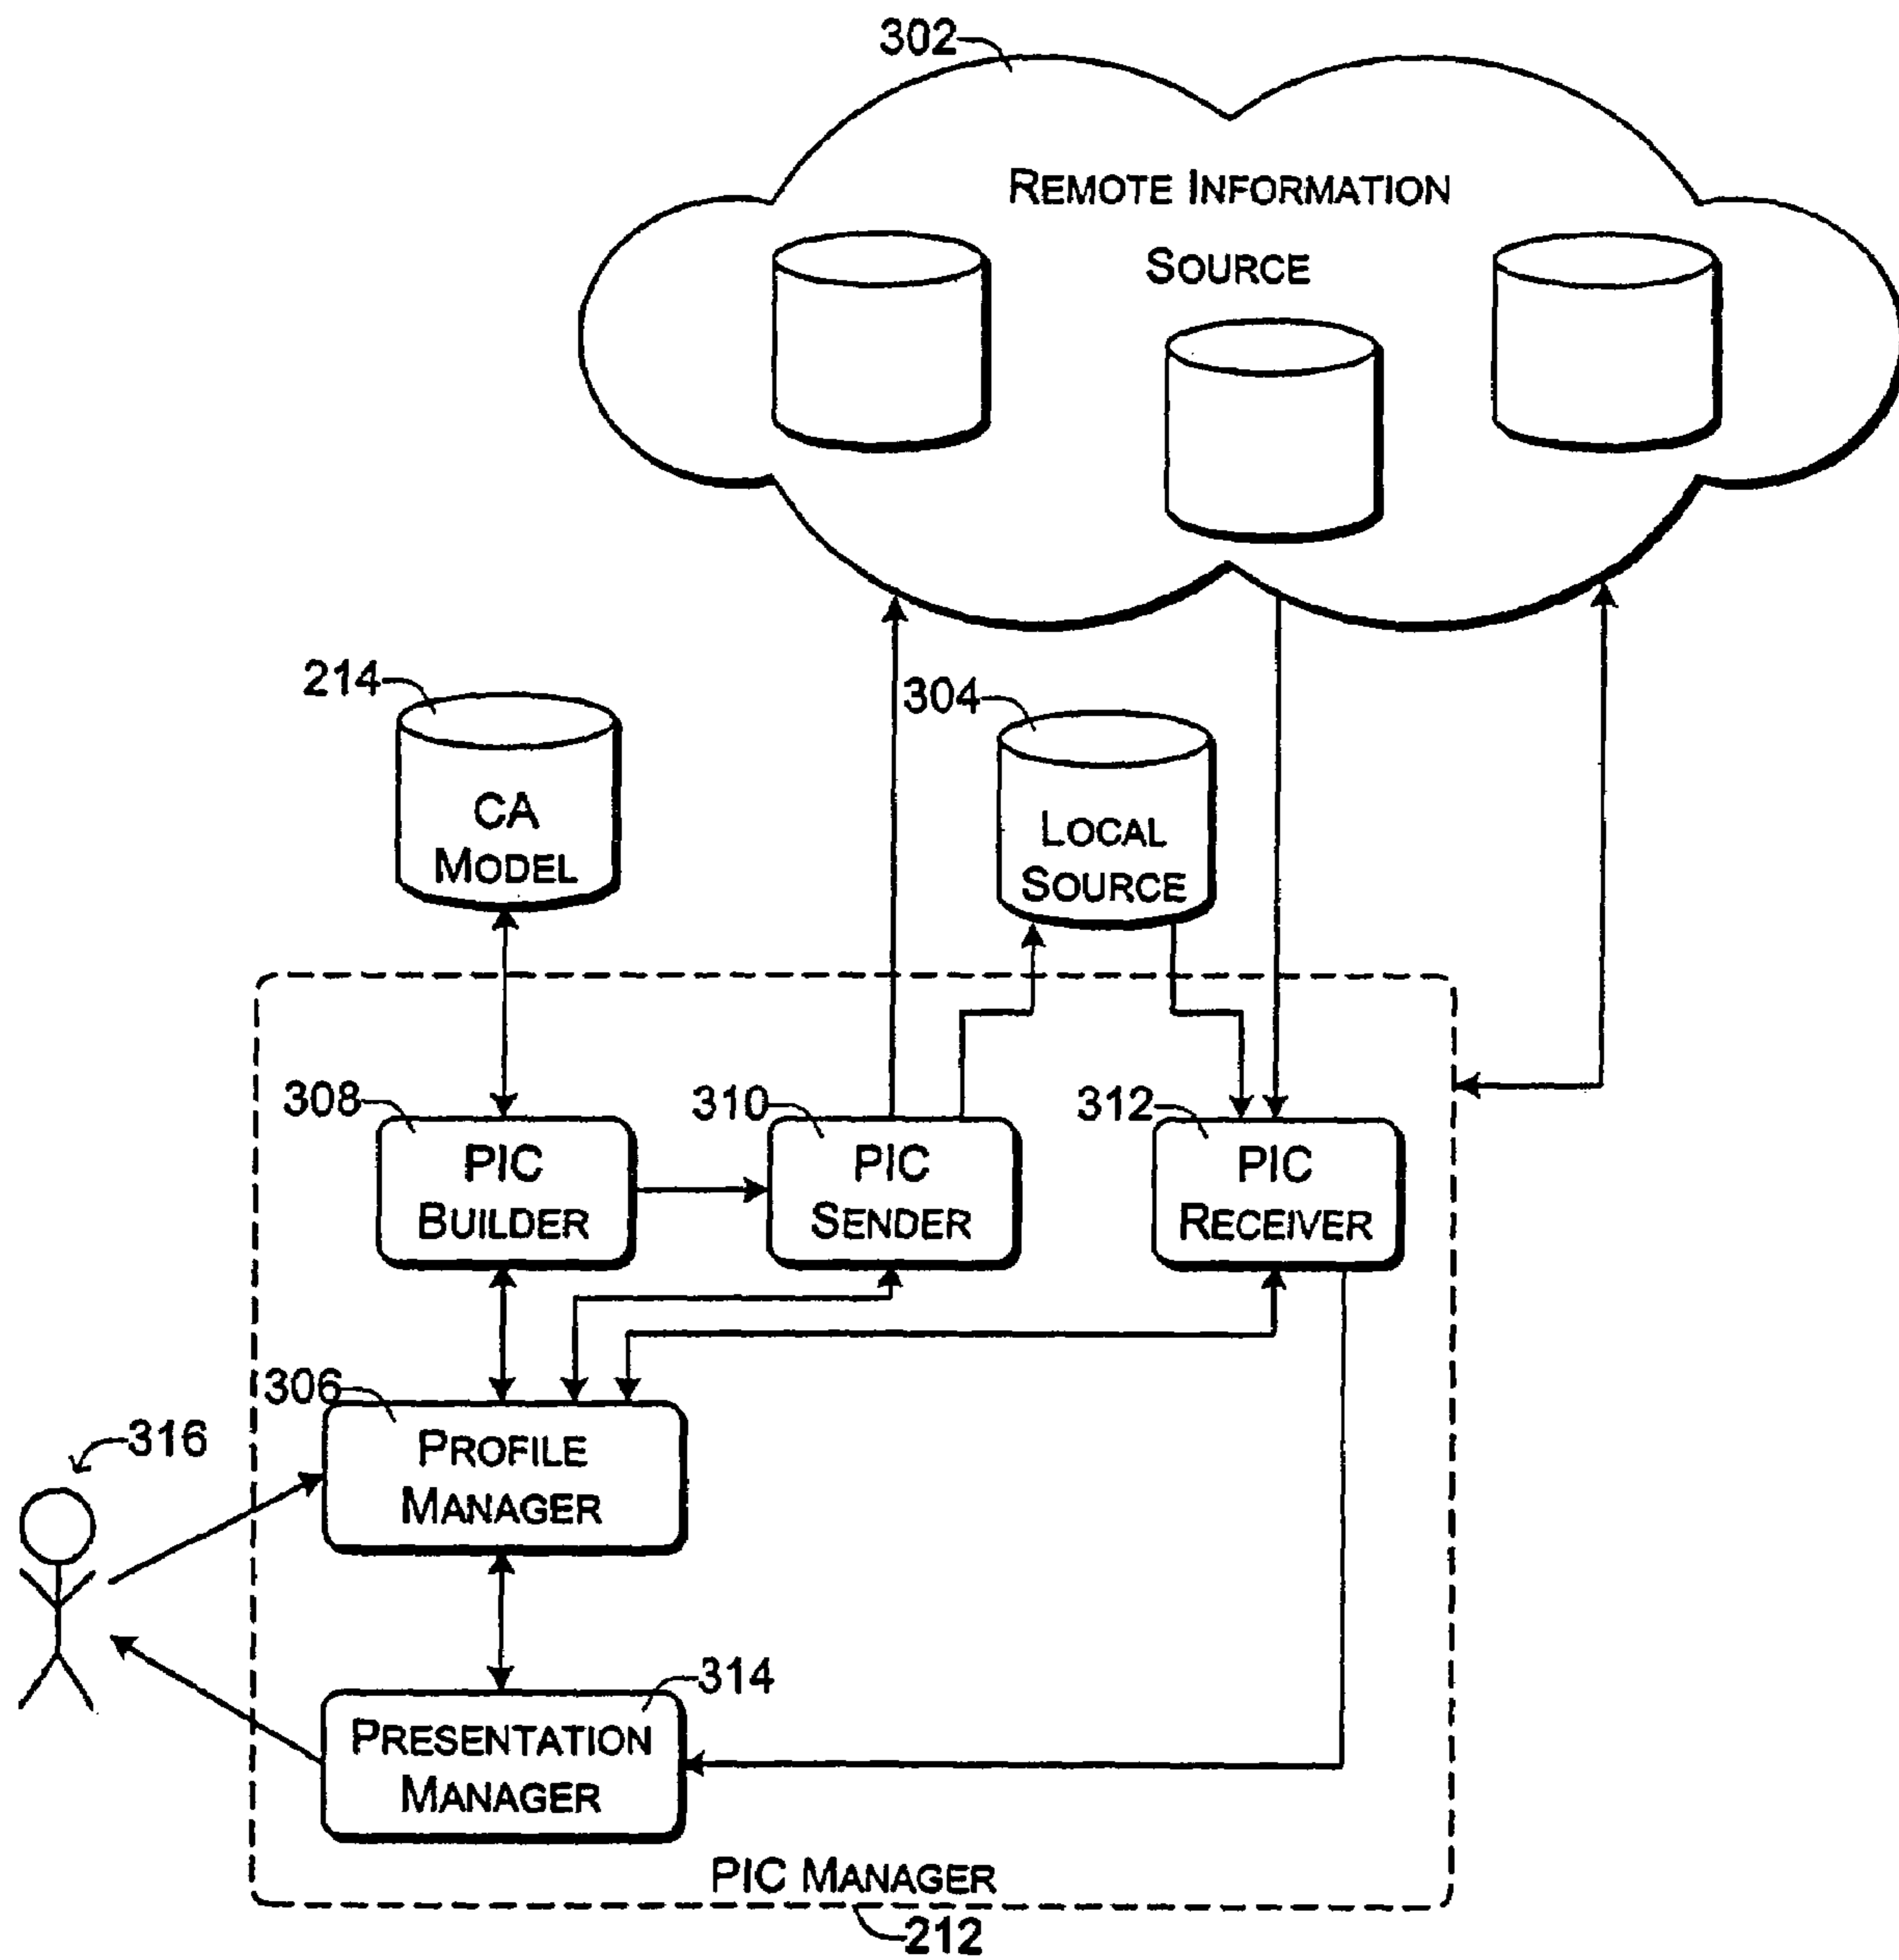 302
REMOTE INFORMATION
SOURCE
214
304
CA
MODEL
LOCAL
SOURCE
308
310
312
PIC
BUILDER
PIC
SENDER
PIC
RECEIVER
306
316
PROFILE
MANAGER
314
PRESENTATION
MANAGER
PIC MANAGER
212